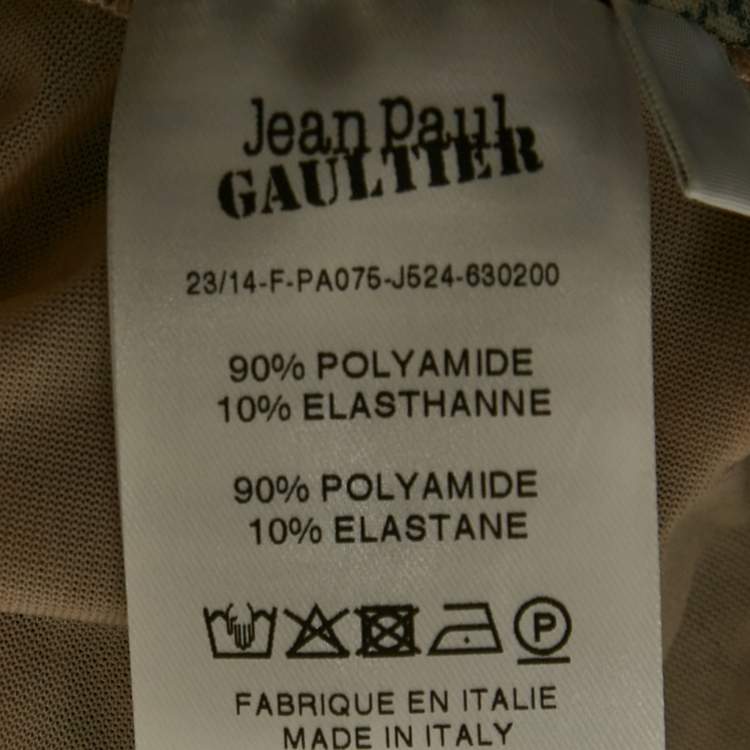 Jean Paul
GAULTIER
23/14-F-PA075-J524-630200
90% POLYAMIDE
10% ELASTHANNE
90% POLYAMIDE
10% ELASTANE
P
FABRIQUE EN ITALIE
MADE IN ITALY